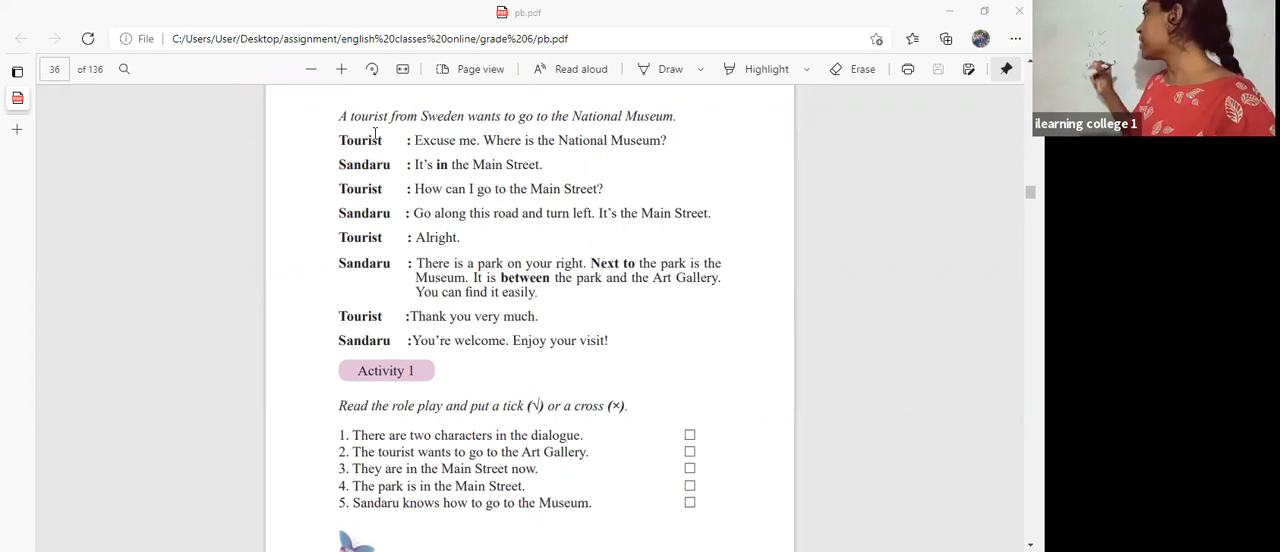 pb.pdf
File C:/Users/User/Desktop/assignment/english%20classes%20online/grade%206/pb.pdf
36 of 136 Page view Read aloud Draw Highlight Erase
ilearning college 1
A tourist from Sweden wants to go to the National Museum.
Tourist : Excuse me. Where is the National Museum?
Sandaru : It's in the Main Street.
Tourist : How can I go to the Main Street?
Sandaru : Go along this road and turn left. It's the Main Street.
Tourist : Alright.
Sandaru : There is a park on your right. Next to the park is the
Museum. It is between the park and the Art Gallery.
You can find it easily.
Tourist :Thank you very much.
Sandaru :You're welcome. Enjoy your visit!
Activity 1
Read the role play and put a tick (√) or a cross (×).
1. There are two characters in the dialogue.
2. The tourist wants to go to the Art Gallery.
3. They are in the Main Street now.
4. The park is in the Main Street.
5. Sandaru knows how to go to the Museum.